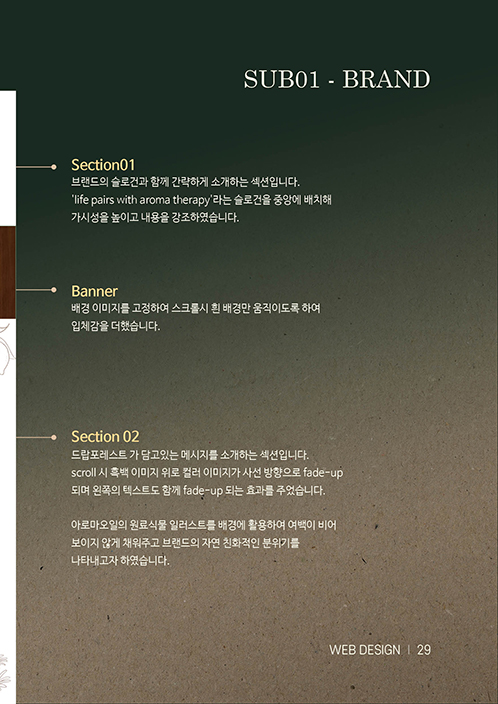 SUB01 - BRAND
Section01
브랜드의 슬로건과 함께 간략하게 소개하는 섹션입니다.
'life pairs with aroma therapy'라는 슬로건을 중앙에 배치해
가시성을 높이고 내용을 강조하였습니다.
Banner
배경 이미지를 고정하여 스크롤시 흰 배경만 움직이도록 하여
입체감을 더했습니다.
Section 02
드랍포레스트 가 담고있는 메시지를 소개하는 섹션입니다.
scroll 시 흑백 이미지 위로 컬러 이미지가 사선 방향으로 fade-up
되며 왼쪽의 텍스트도 함께 fade-up 되는 효과를 주었습니다.
아로마오일의 원료식물 일러스트를 배경에 활용하여 여백이 비어
보이지 않게 채워주고 브랜드의 자연 친화적인 분위기를
나타내고자 하였습니다.
WEB DESIGN | 29